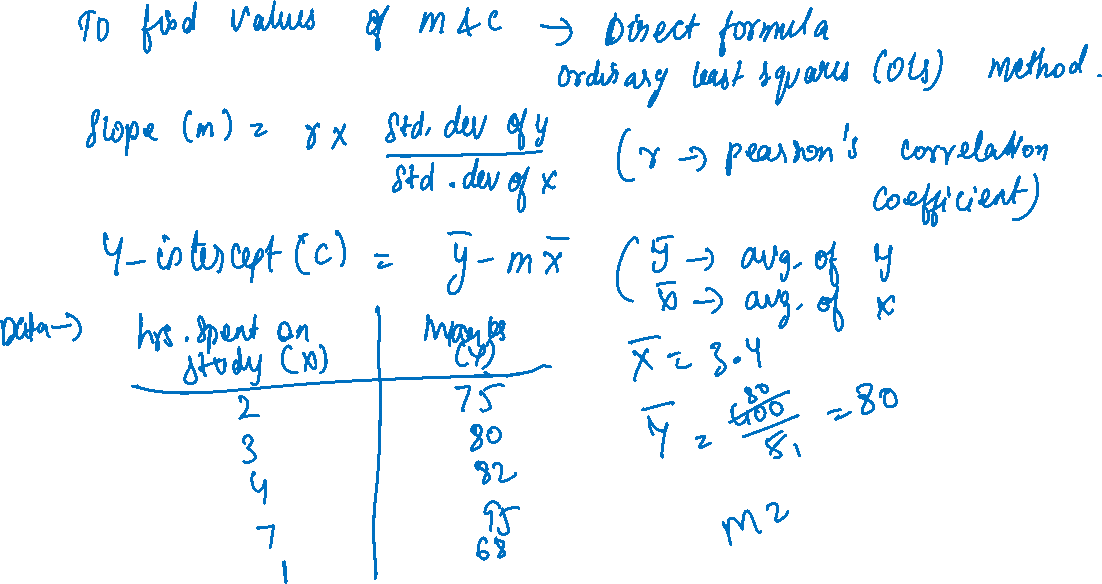 To find values of m & c → Direct formula
ordinary least squares (OLS) method.
Slope (m) = r x Std. dev of y / Std. dev of x (r → pearson's correlation coefficient)
Y-intercept (c) = y̅ - m x̅ (y̅ → avg. of y
x̅ → avg. of x
Data → hrs. spent on study (x) Marks (y)
x̅ = 3.4
2 75
y̅ = 400/5 = 80
80
1
3 80
4 82
7 95
1 68
m =